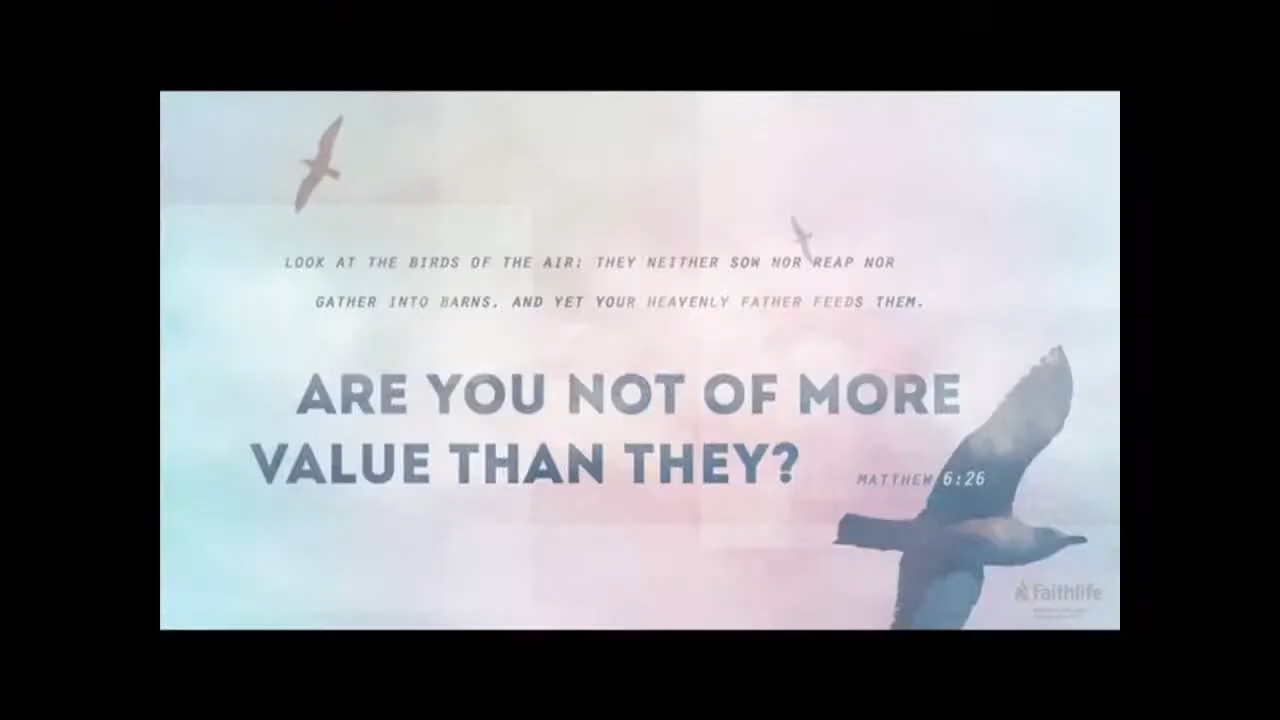 LOOK AT THE BIRDS OF THE AIR: THEY NEITHER SOW NOR REAP NOR
GATHER INTO BARNS, AND YET YOUR HEAVENLY FATHER FEEDS THEM.
ARE YOU NOT OF MORE
VALUE THAN THEY?
MATTHEW 6:26
Faithlife